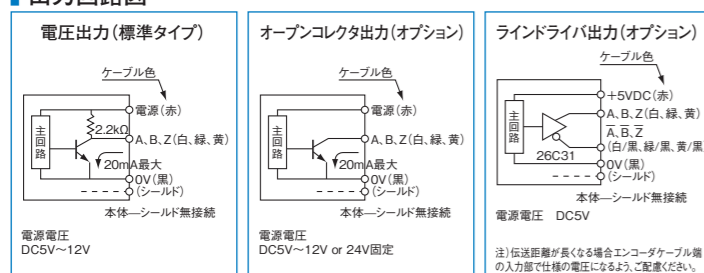 出力回路図
電圧出力(標準タイプ)
ケーブル色
電源(赤)
2.2kΩ
主回路
A、B、Z(白、緑、黄)
20mA最大
0V(黒)
(シールド)
本体―シールド無接続
電源電圧
DC5V〜12V
オープンコレクタ出力(オプション)
ケーブル色
電源(赤)
主回路
A、B、Z(白、緑、黄)
20mA最大
0V(黒)
(シールド)
本体―シールド無接続
電源電圧
DC5V〜12V or 24V固定
ラインドライバ出力(オプション)
ケーブル色
+5VDC(赤)
主回路
A、B、Z(白、緑、黄)
A̅、B̅、Z̅
(白/黒、緑/黒、黄/黒
26C31
0V(黒)
(シールド)
本体―シールド無接続
電源電圧 DC5V
注)伝送距離が長くなる場合エンコーダケーブル端
の入力部で仕様の電圧になるよう、ご配慮ください。